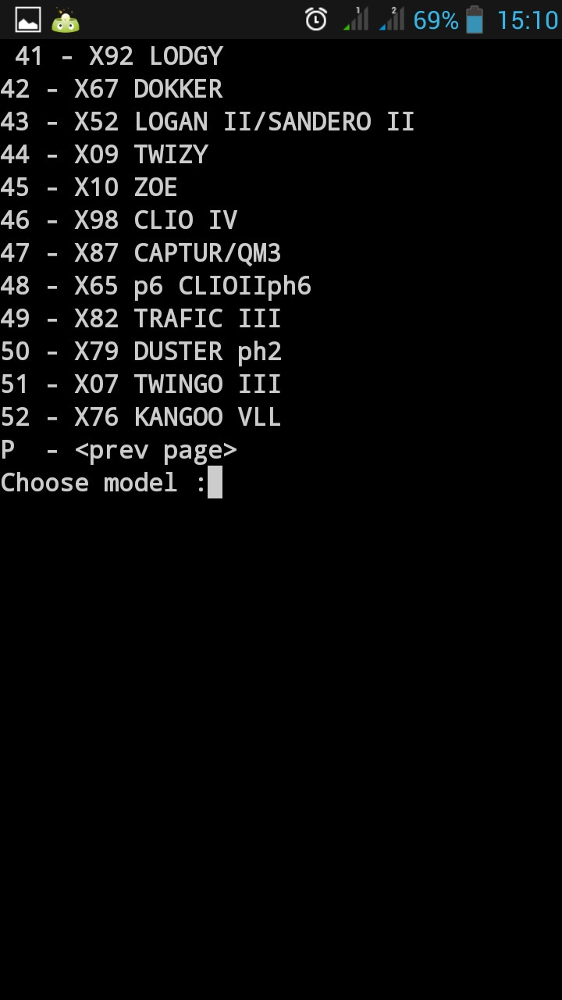 1 2 69% 15:10
41 - X92 LODGY
42 - X67 DOKKER
43 - X52 LOGAN II/SANDERO II
44 - X09 TWIZY
45 - X10 ZOE
46 - X98 CLIO IV
47 - X87 CAPTUR/QM3
48 - X65 p6 CLIOIIph6
49 - X82 TRAFIC III
50 - X79 DUSTER ph2
51 - X07 TWINGO III
52 - X76 KANGOO VLL
P  - <prev page>
Choose model :